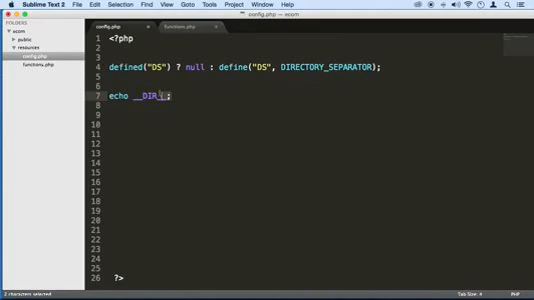 Sublime Text 2 File Edit Selection Find View Goto Tools Project Window Help
config.php — ecom
FOLDERS
ecom
public
resources
config.php
functions.php
config.php
functions.php
1 <?php
2
3
4 defined("DS") ? null : define("DS", DIRECTORY_SEPARATOR);
5
6
7 echo __DIR__;
8
9
10
11
12
13
14
15
16
17
18
19
20
21
22
23
24
25
26 ?>
2 characters selected
Tab Size: 4
PHP